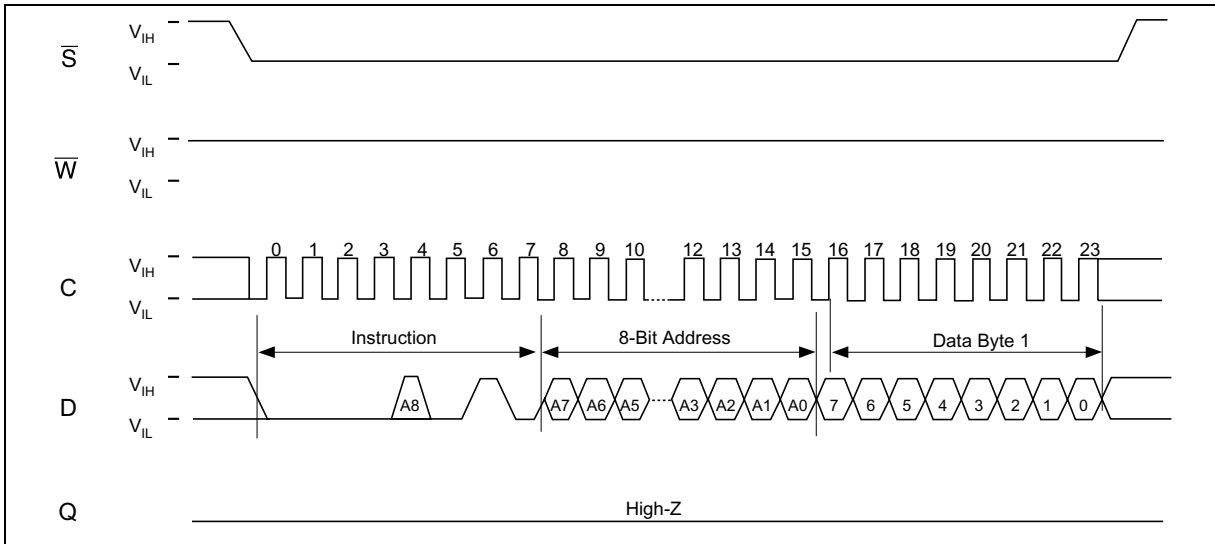 S
V_IH
V_IL
W
V_IH
V_IL
0 1 2 3 4 5 6 7 8 9 10 12 13 14 15 16 17 18 19 20 21 22 23
C
V_IH
V_IL
Instruction 8-Bit Address Data Byte 1
D
V_IH
V_IL
A8 A7 A6 A5 A3 A2 A1 A0 7 6 5 4 3 2 1 0
Q
High-Z